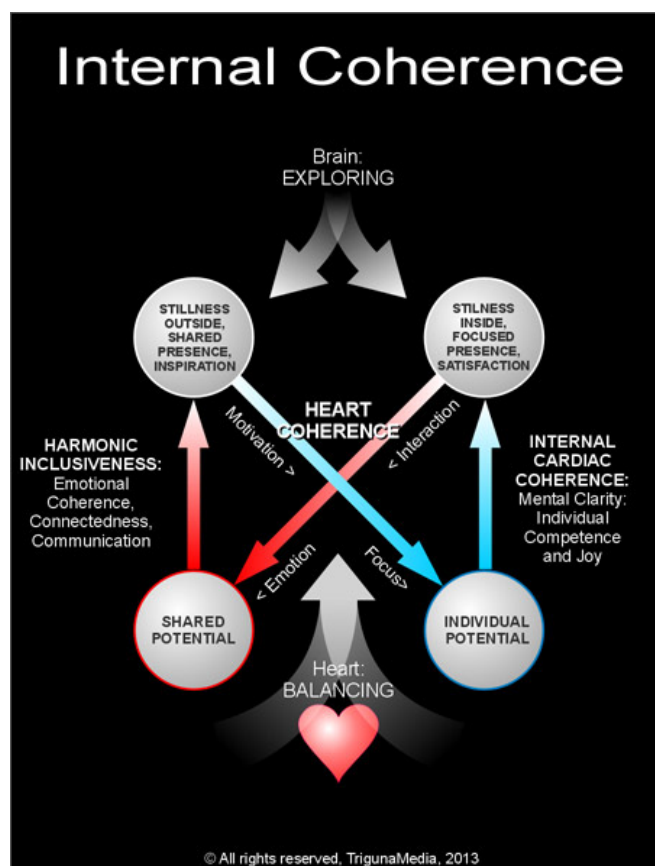 Internal Coherence
Brain:
EXPLORING
STILLNESS
OUTSIDE,
SHARED
PRESENCE,
INSPIRATION
STILNESS
INSIDE,
FOCUSED
PRESENCE,
SATISFACTION
HEART
COHERENCE
Motivation >
< Interaction
HARMONIC
INCLUSIVENESS:
Emotional
Coherence,
Connectedness,
Communication
INTERNAL
CARDIAC
COHERENCE:
Mental Clarity:
Individual
Competence
and Joy
< Emotion
Focus>
SHARED
POTENTIAL
INDIVIDUAL
POTENTIAL
Heart:
BALANCING
© All rights reserved, TrigunaMedia, 2013